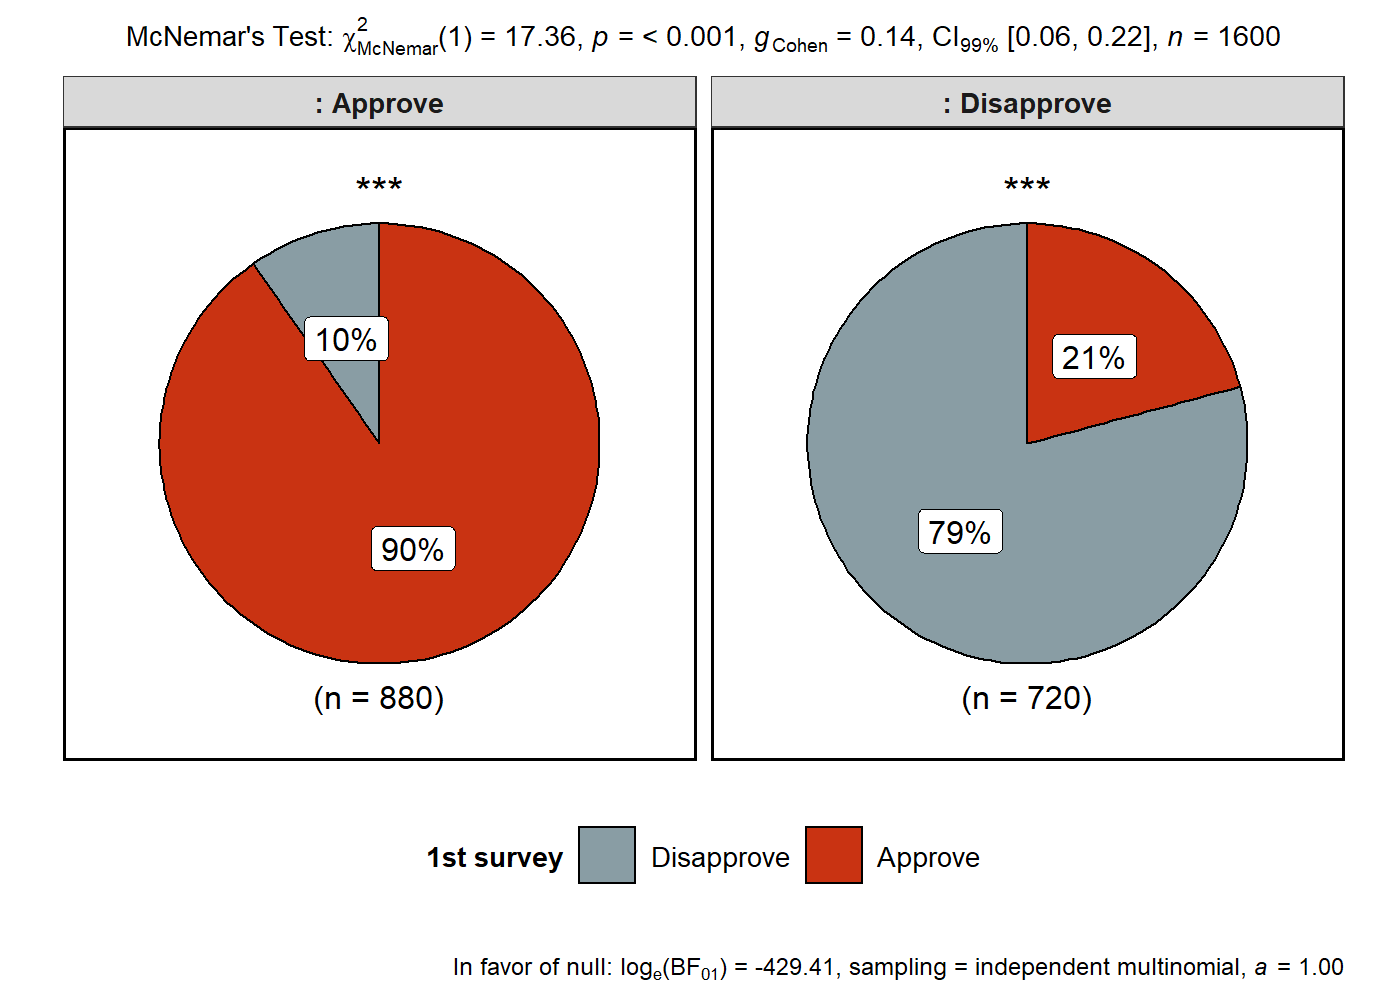 McNemar's Test: χ²McNemar(1) = 17.36, p = < 0.001, gCohen = 0.14, CI99% [0.06, 0.22], n = 1600
: Approve
: Disapprove
***
***
10%
90%
21%
79%
(n = 880)
(n = 720)
1st survey Disapprove Approve
In favor of null: loge(BF01) = -429.41, sampling = independent multinomial, a = 1.00